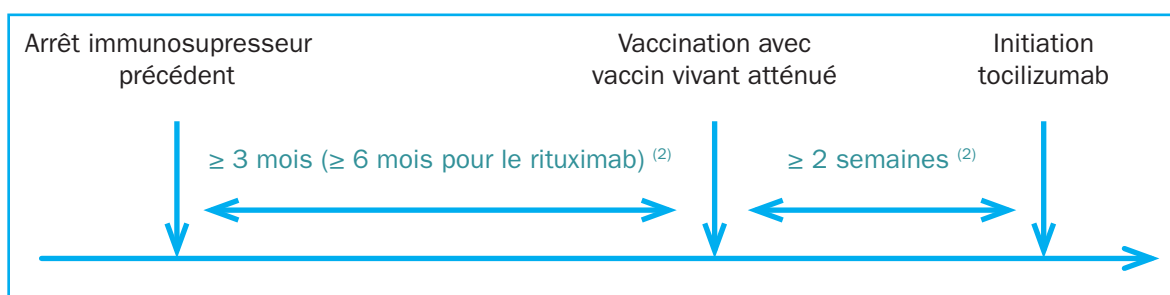 Arrêt immunosupresseur
précédent
Vaccination avec
vaccin vivant atténué
Initiation
tocilizumab
≥ 3 mois (≥ 6 mois pour le rituximab) (2)
≥ 2 semaines (2)